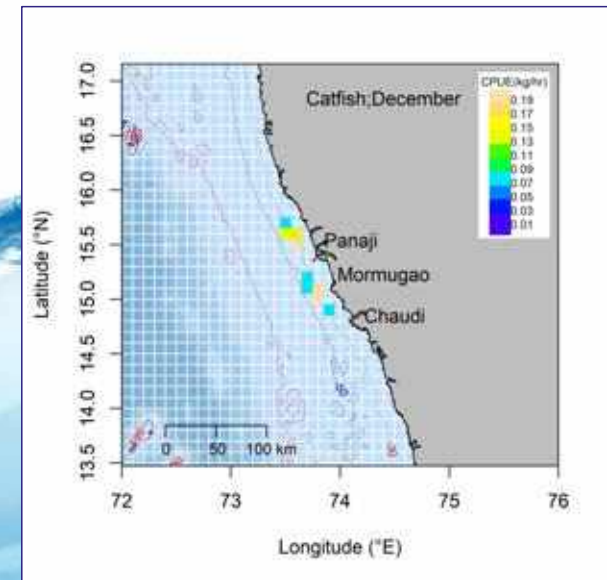 CPUE(kg/hr)
0.19
0.17
0.15
0.13
0.11
0.09
0.07
0.05
0.03
0.01
Catfish;December
Panaji
Mormugao
Chaudi
17.0
16.5
16.0
15.5
15.0
14.5
14.0
13.5
Latitude (°N)
0 50 100 km
72 73 74 75 76
Longitude (°E)